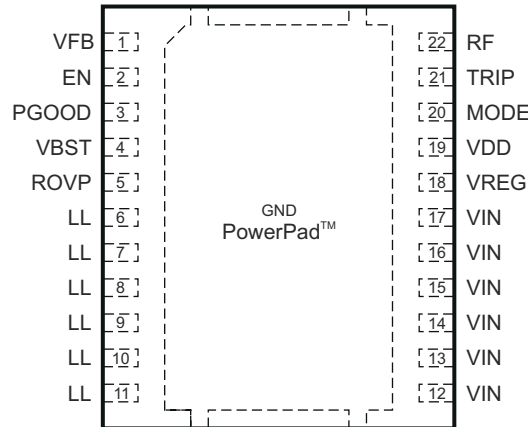 VFB 1 22 RF
EN 2 21 TRIP
PGOOD 3 20 MODE
VBST 4 19 VDD
ROVP 5 18 VREG
LL 6 17 VIN
LL 7 16 VIN
LL 8 15 VIN
LL 9 14 VIN
LL 10 13 VIN
LL 11 12 VIN
GND
PowerPad™